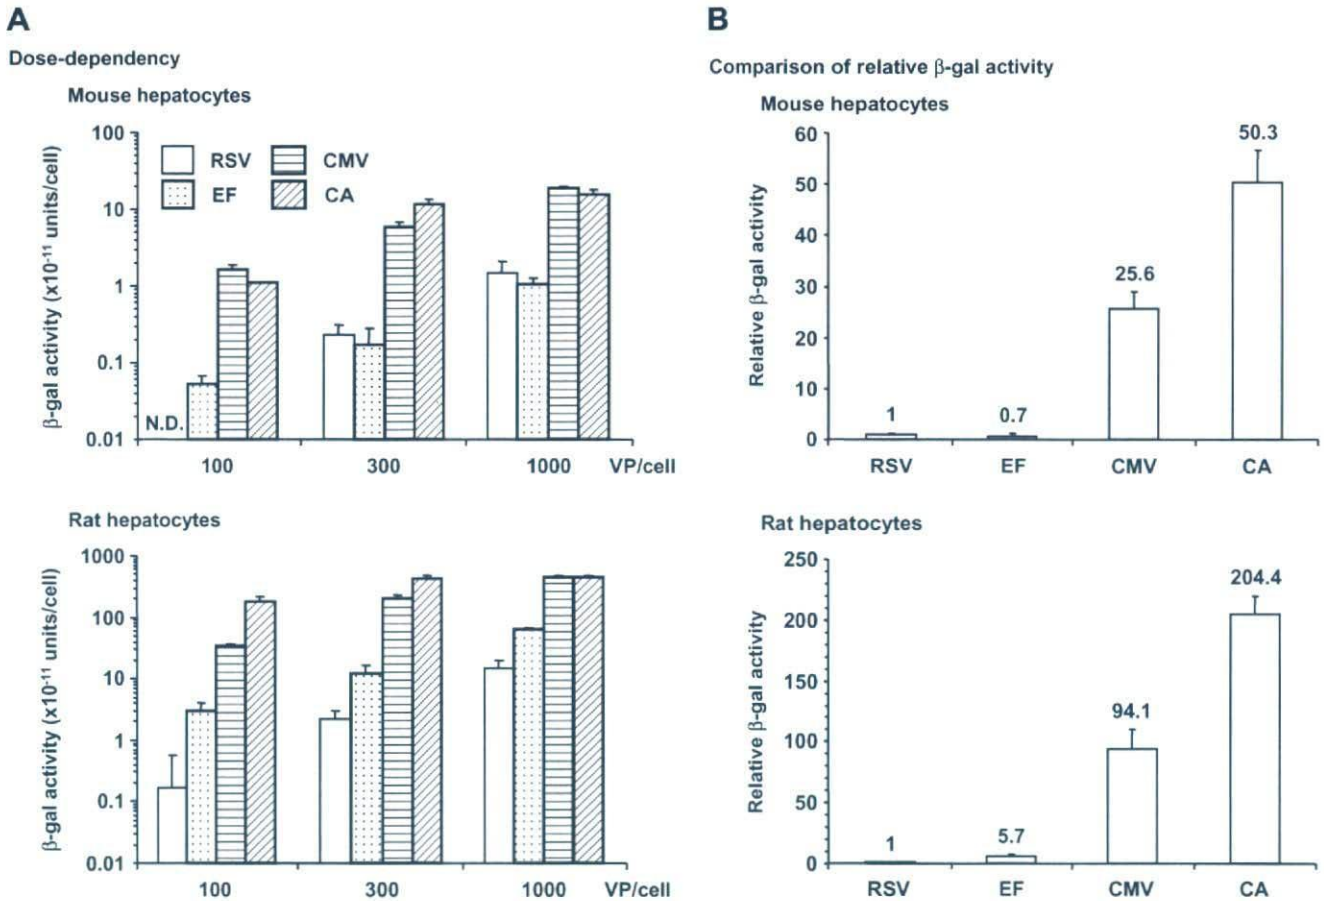 A
Dose-dependency
Mouse hepatocytes
β-gal activity (x10⁻¹¹ units/cell)
100
10
1
0.1
0.01
RSV
CMV
EF
CA
N.D.
100
300
1000
VP/cell
Rat hepatocytes
β-gal activity (x10⁻¹¹ units/cell)
1000
100
10
1
0.1
0.01
100
300
1000
VP/cell
B
Comparison of relative β-gal activity
Mouse hepatocytes
Relative β-gal activity
60
50
40
30
20
10
0
1
0.7
25.6
50.3
RSV
EF
CMV
CA
Rat hepatocytes
Relative β-gal activity
250
200
150
100
50
0
1
5.7
94.1
204.4
RSV
EF
CMV
CA